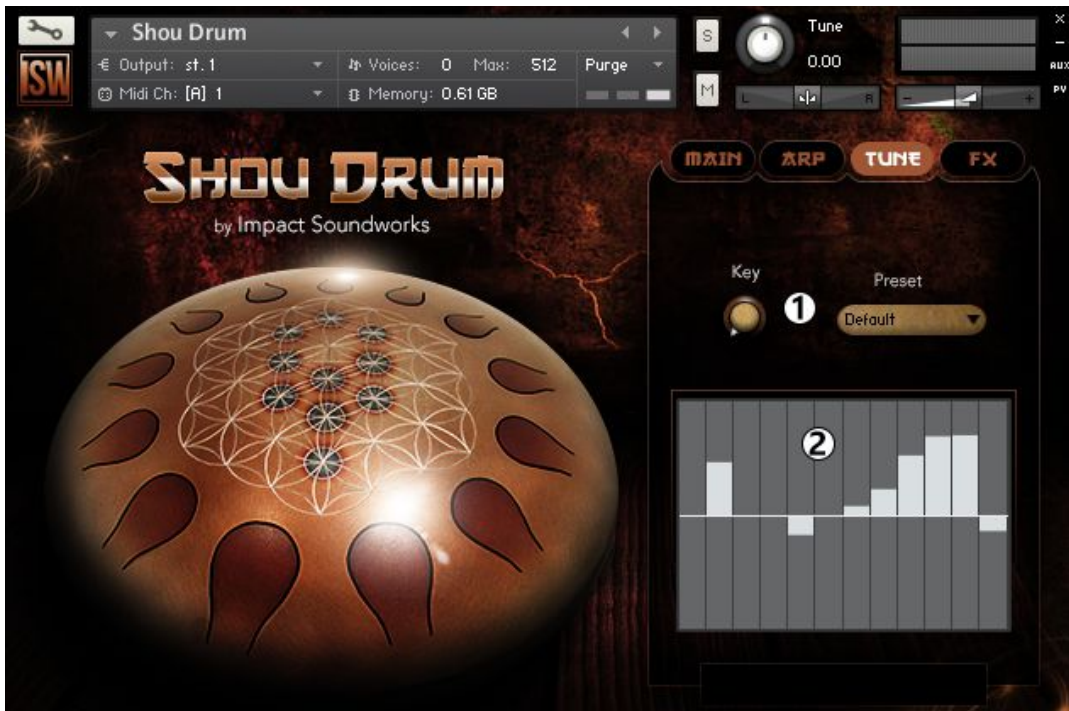 Shou Drum
S
Tune
0.00
X
–
AUX
PV
Output: st. 1
Voices: 0 Max: 512
Purge
Midi Ch: [A] 1
Memory: 0.61 GB
M
L
R
-
+
ISW
SHOU DRUM
by Impact Soundworks
MAIN
ARP
TUNE
FX
Key
1
Preset
Default
2